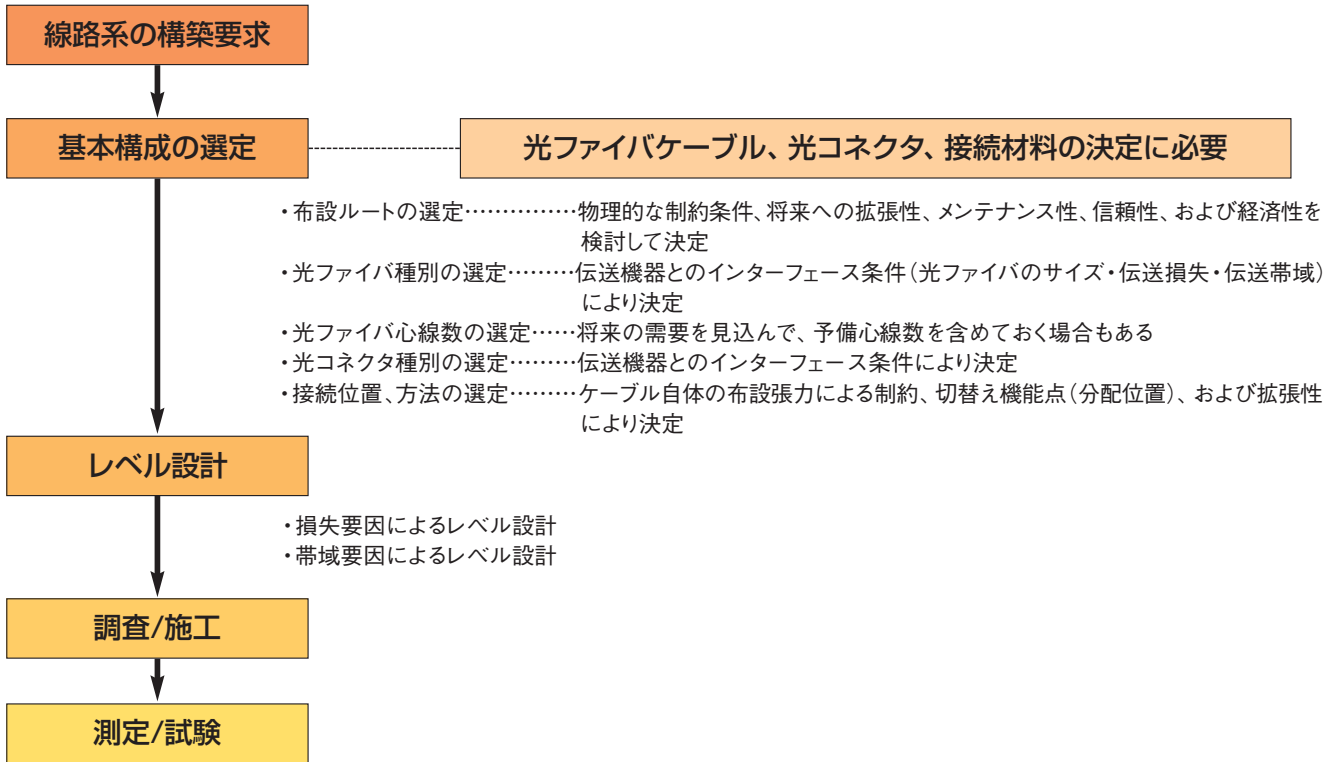 線路系の構築要求
基本構成の選定
光ファイバケーブル、光コネクタ、接続材料の決定に必要
・布設ルートの選定……………物理的な制約条件、将来への拡張性、メンテナンス性、信頼性、および経済性を
検討して決定
・光ファイバ種別の選定………伝送機器とのインターフェース条件(光ファイバのサイズ・伝送損失・伝送帯域)
により決定
・光ファイバ心線数の選定……将来の需要を見込んで、予備心線数を含めておく場合もある
・光コネクタ種別の選定………伝送機器とのインターフェース条件により決定
・接続位置、方法の選定………ケーブル自体の布設張力による制約、切替え機能点(分配位置)、および拡張性
により決定
レベル設計
・損失要因によるレベル設計
・帯域要因によるレベル設計
調査/施工
測定/試験